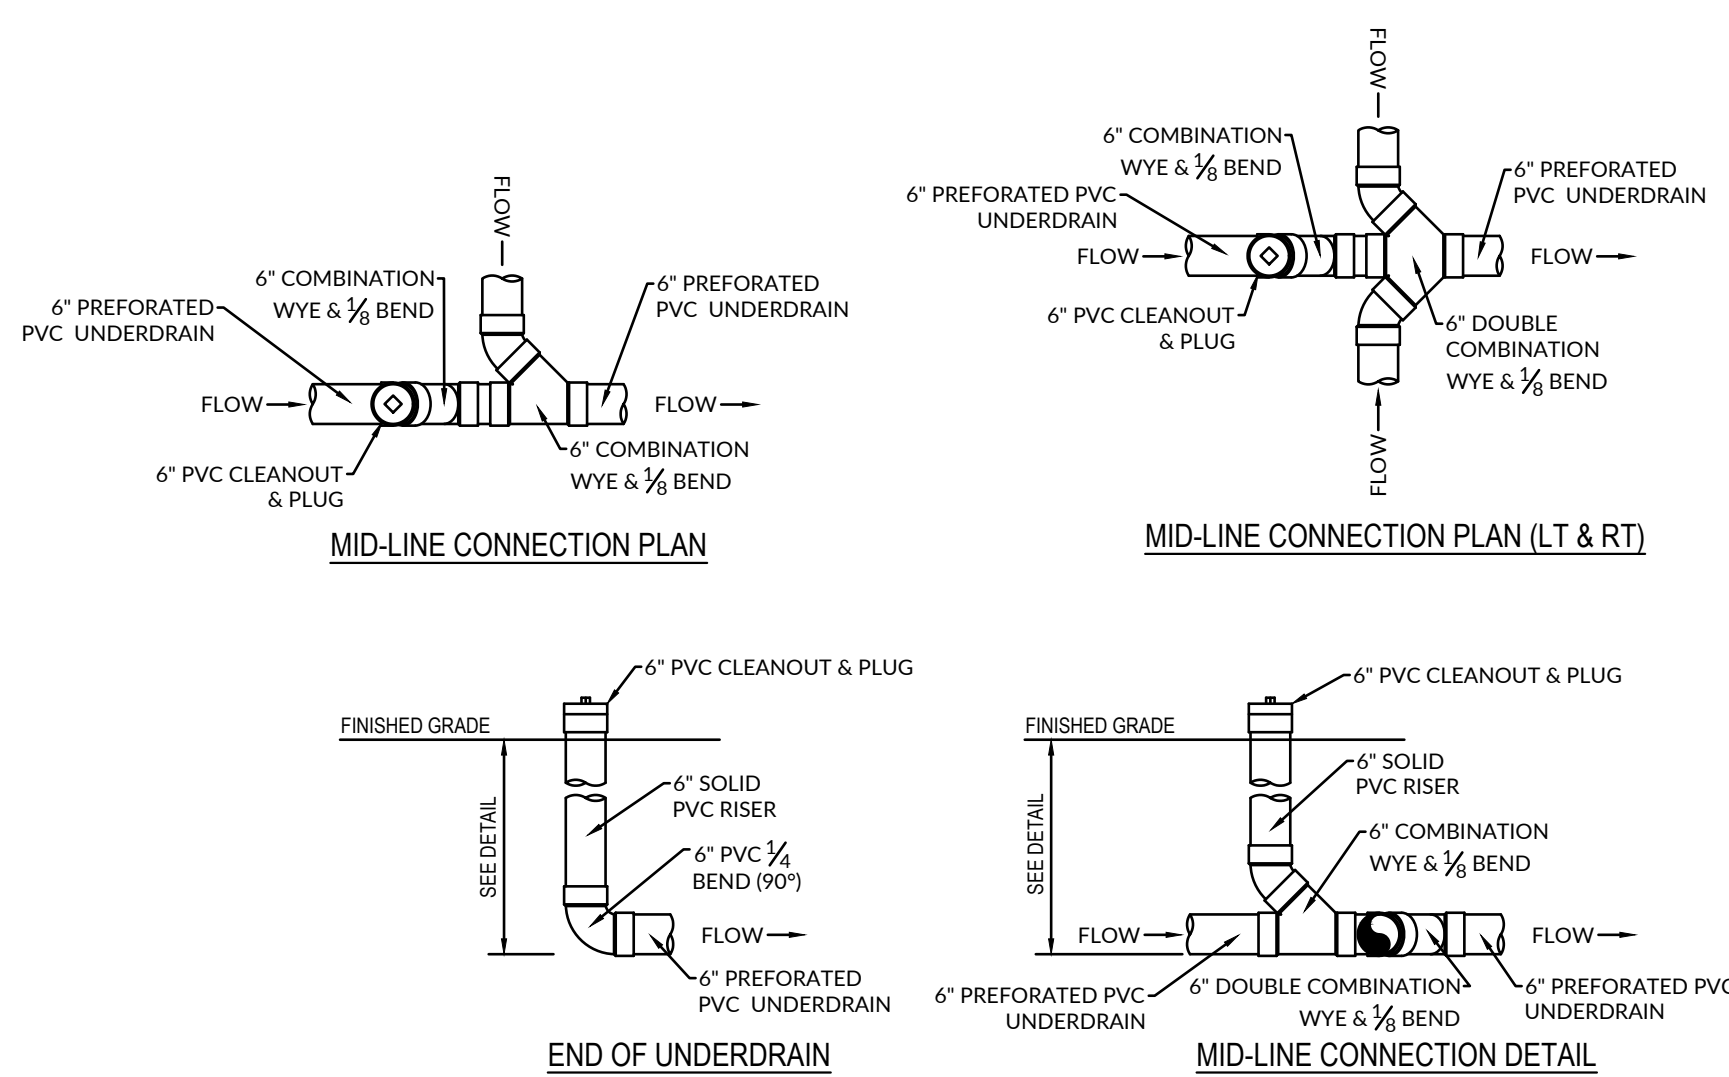 FLOW
6" COMBINATION
WYE & 1/8 BEND
6" PREFORATED
PVC UNDERDRAIN
6" PREFORATED
PVC UNDERDRAIN
FLOW
FLOW
6" PVC CLEANOUT
& PLUG
6" COMBINATION
WYE & 1/8 BEND
MID-LINE CONNECTION PLAN
FLOW
6" COMBINATION
WYE & 1/8 BEND
6" PREFORATED PVC
UNDERDRAIN
6" PREFORATED
PVC UNDERDRAIN
FLOW
FLOW
6" PVC CLEANOUT
& PLUG
6" DOUBLE
COMBINATION
WYE & 1/8 BEND
FLOW
MID-LINE CONNECTION PLAN (LT & RT)
6" PVC CLEANOUT & PLUG
FINISHED GRADE
SEE DETAIL
6" SOLID
PVC RISER
6" PVC 1/4
BEND (90°)
FLOW
6" PREFORATED
PVC UNDERDRAIN
END OF UNDERDRAIN
6" PVC CLEANOUT & PLUG
FINISHED GRADE
SEE DETAIL
6" SOLID
PVC RISER
6" COMBINATION
WYE & 1/8 BEND
FLOW
FLOW
6" PREFORATED PVC
UNDERDRAIN
6" DOUBLE COMBINATION
WYE & 1/8 BEND
6" PREFORATED PVC
UNDERDRAIN
MID-LINE CONNECTION DETAIL